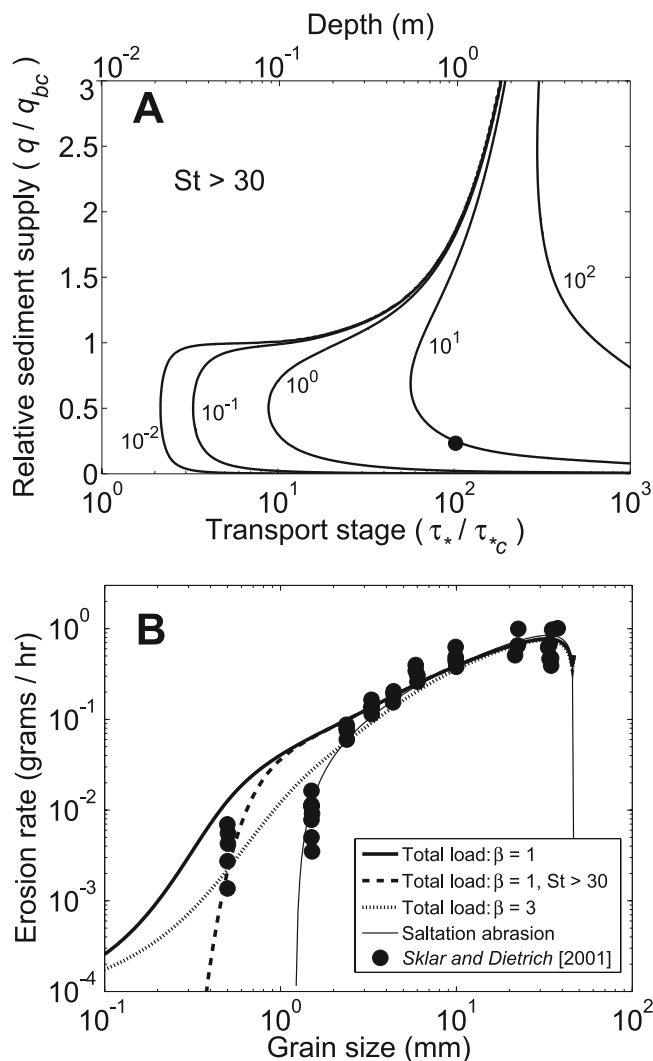 Depth (m)
10^-2 10^-1 10^0
A
Relative sediment supply ( q / q_bc )
3
2.5
2
1.5
1
0.5
0
St > 30
10^-2
10^-1
10^0
10^1
10^2
10^0 10^1 10^2 10^3
Transport stage ( τ_* / τ_*c )
B
Erosion rate (grams / hr)
10^0
10^-1
10^-2
10^-3
10^-4
Total load: β = 1
Total load: β = 1, St > 30
Total load: β = 3
Saltation abrasion
Sklar and Dietrich [2001]
10^-1 10^0 10^1 10^2
Grain size (mm)